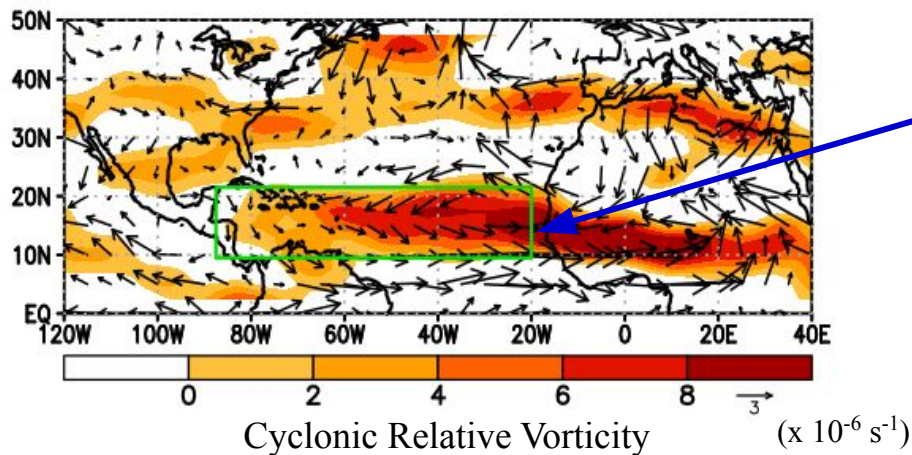 50N
40N
30N
20N
10N
EQ
120W 100W 80W 60W 40W 20W 0 20E 40E
0 2 4 6 8 3
Cyclonic Relative Vorticity (x 10⁻⁶ s⁻¹)